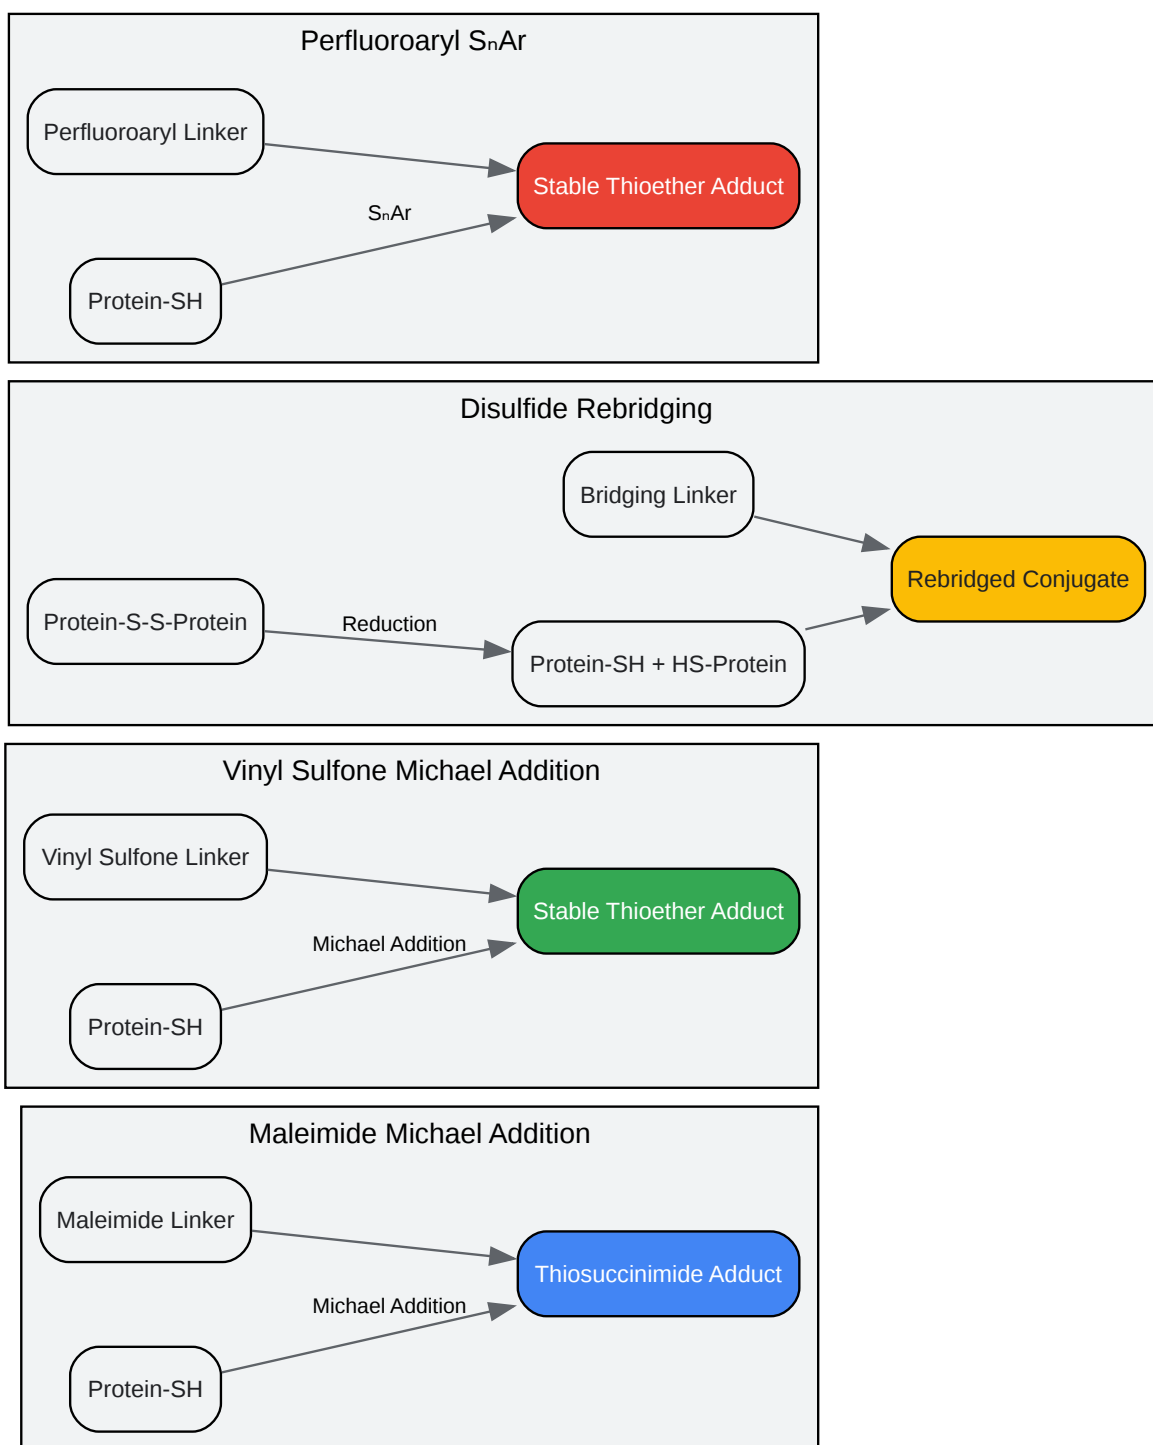 Perfluoroaryl SₙAr
Perfluoroaryl Linker
Stable Thioether Adduct
SₙAr
Protein-SH
Disulfide Rebridging
Bridging Linker
Rebridged Conjugate
Protein-S-S-Protein
Reduction
Protein-SH + HS-Protein
Vinyl Sulfone Michael Addition
Vinyl Sulfone Linker
Stable Thioether Adduct
Michael Addition
Protein-SH
Maleimide Michael Addition
Maleimide Linker
Thiosuccinimide Adduct
Michael Addition
Protein-SH